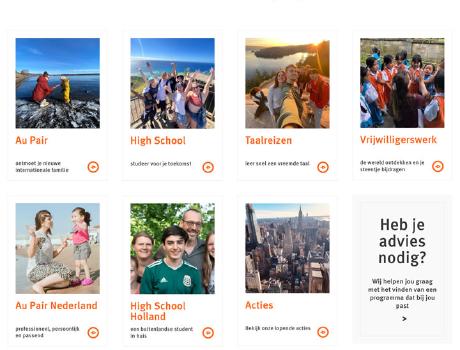 Au Pair
ontmoet je nieuwe
internationale familie
High School
studeer voor je toekomst
Taalreizen
leer snel een vreemde taal
Vrijwilligerswerk
de wereld ontdekken en je
steentje bijdragen
Au Pair Nederland
professioneel, persoonlijk
en passend
High School
Holland
een buitenlandse student
in huis
Acties
Bekijk onze lopende acties
Heb je
advies
nodig?
Wij helpen jou graag
met het vinden van een
programma dat bij jou
past
>